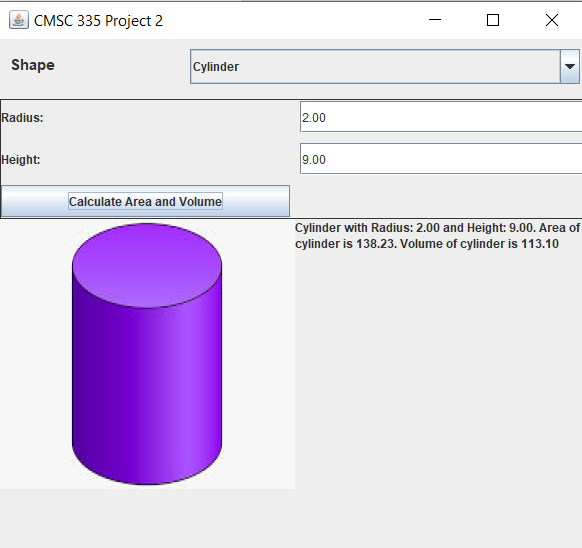 CMSC 335 Project 2
Shape
Cylinder
Radius:
2.00
Height:
9.00
Calculate Area and Volume
Cylinder with Radius: 2.00 and Height: 9.00. Area of
cylinder is 138.23. Volume of cylinder is 113.10